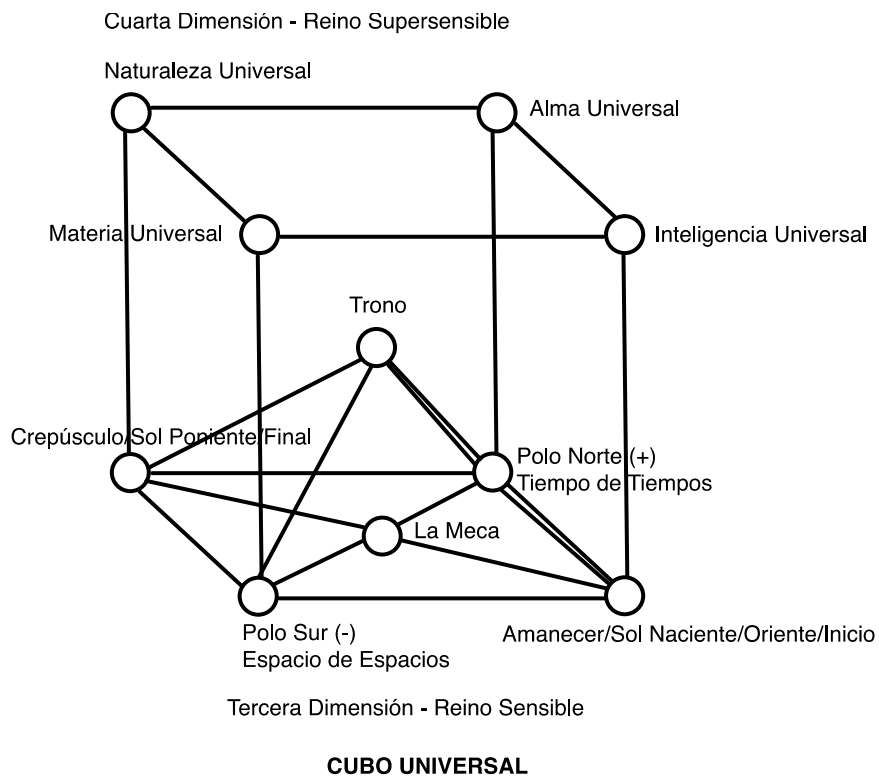 Cuarta Dimensión - Reino Supersensible
Naturaleza Universal
Alma Universal
Materia Universal
Inteligencia Universal
Trono
Crepúsculo/Sol Poniente/Final
Polo Norte (+)
Tiempo de Tiempos
La Meca
Polo Sur (-)
Espacio de Espacios
Amanecer/Sol Naciente/Oriente/Inicio
Tercera Dimensión - Reino Sensible
CUBO UNIVERSAL